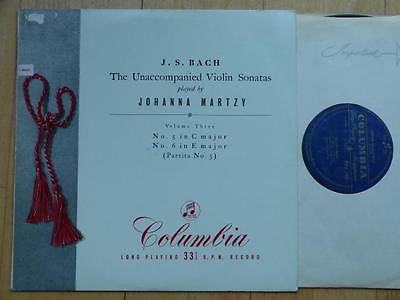 J. S. BACH
The Unaccompanied Violin Sonatas
played by
JOHANNA MARTZY
Volume Three
No. 5 in C major
No. 6 in E major
(Partita No. 3)
Columbia
LONG PLAYING 33⅓ R.P.M. RECORD
COLUMBIA